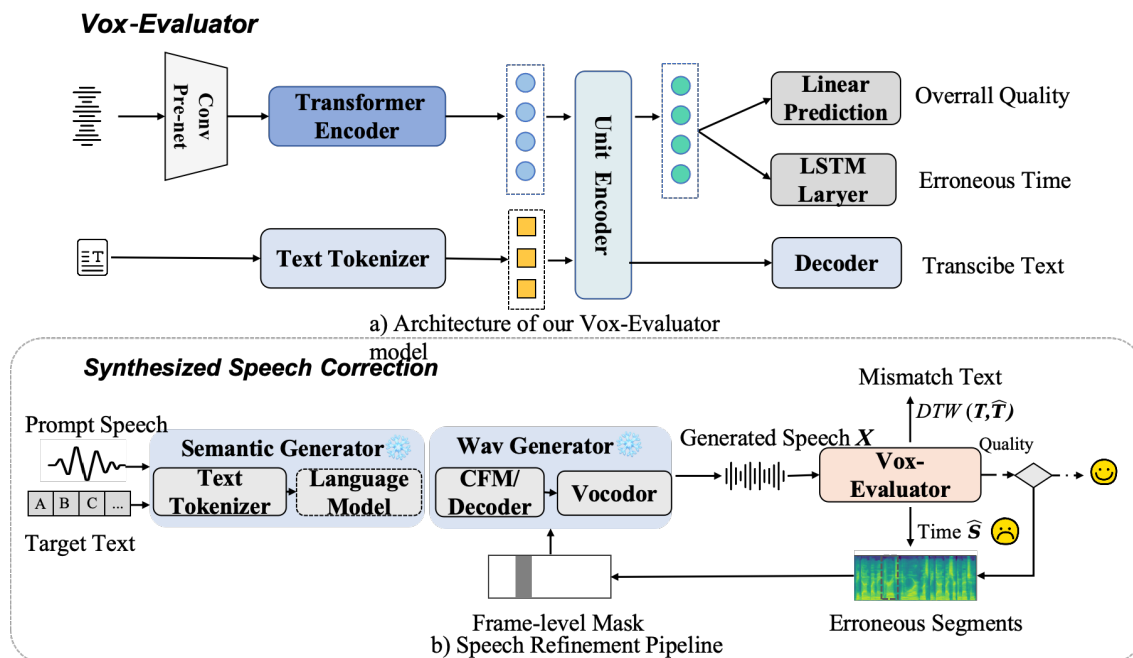 Vox-Evaluator
Conv
Pre-net
Transformer
Encoder
Unit Encoder
Linear
Prediction
Overrall Quality
LSTM
Laryer
Erroneous Time
T
Text Tokenizer
Decoder
Transcibe Text
a) Architecture of our Vox-Evaluator
model
Synthesized Speech Correction
Mismatch Text
DTW (T,T̂)
Prompt Speech
Semantic Generator
Text
Tokenizer
Language
Model
Wav Generator
CFM/
Decoder
Vocodor
Generated Speech X
Vox-
Evaluator
Quality
A B C ...
Target Text
Time Ŝ
Frame-level Mask
Erroneous Segments
b) Speech Refinement Pipeline